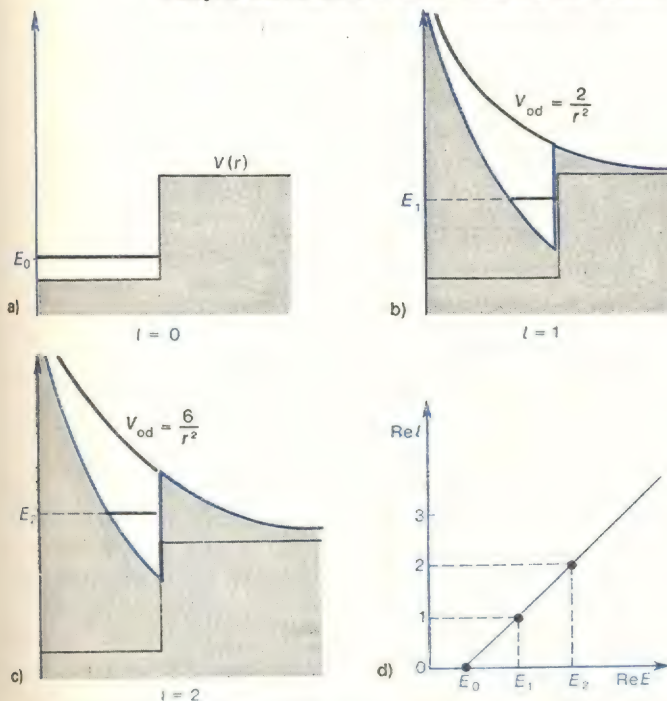 V(r)
E₀
a)
l = 0
V_od = 2/r²
E₁
b)
l = 1
V_od = 6/r²
c)
l = 2
Re l
3
2
1
0
d)
E₀ E₁ E₂ Re E